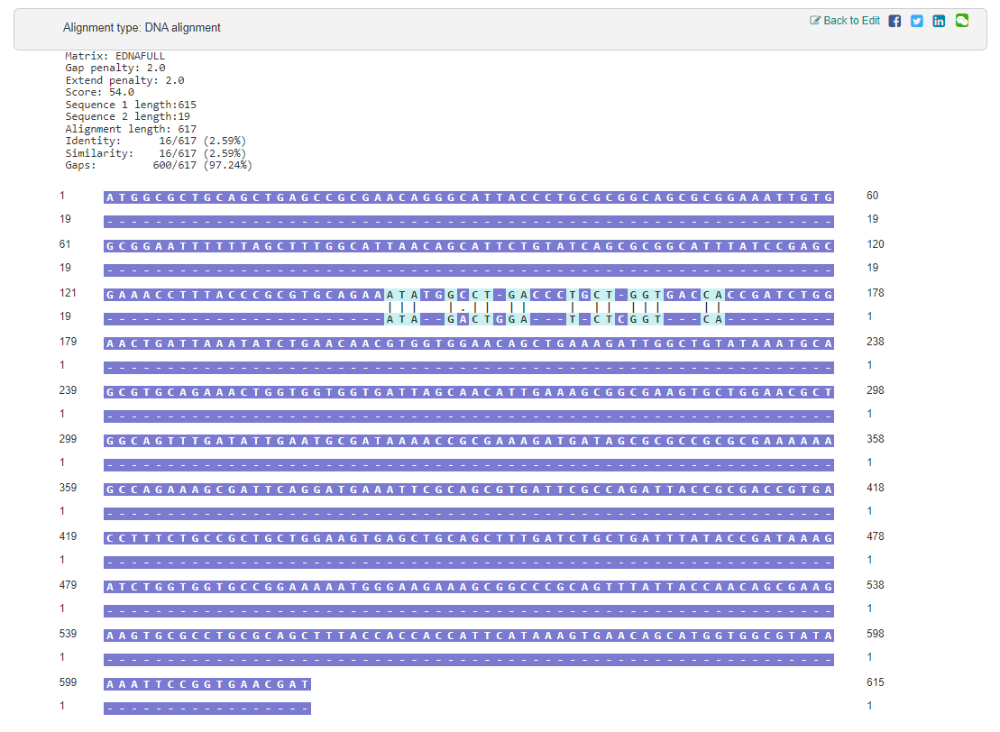 Alignment type: DNA alignment
Back to Edit
Matrix: EDNAFULL
Gap penalty: 2.0
Extend penalty: 2.0
Score: 54.0
Sequence 1 length:615
Sequence 2 length:19
Alignment length: 617
Identity: 16/617 (2.59%)
Similarity: 16/617 (2.59%)
Gaps: 600/617 (97.24%)
1 ATGGCGCTGCAGCTGAGCCGCGAACAGGGCATTACCCTGCGCGGCAGCGCGGAAATTGTG 60
19 ------------------------------------------------------------ 19
61 GCGGAATTTTTTAGCTTTGGCATTAACAGCATTCTGTATCAGCGCGGCATTTATCCGAGC 120
19 ------------------------------------------------------------ 19
121 GAAACCTTTACCCGCGTGCAGAAATATGGCCT-GACCCTGCT-GGTGACCACCGATCTGG 178
||| |.|| || | || ||| ||
19 -----------------------ATA--GACTGGA---T-CTCGGT---CA--------- 1
179 AACTGATTAAATATCTGAACAACGTGGTGGAACAGCTGAAAGATTGGCTGTATAAATGCA 238
1 ------------------------------------------------------------ 1
239 GCGTGCAGAAACTGGTGGTGGTGATTAGCAACATTGAAAGCGGCGAAGTGCTGGAACGCT 298
1 ------------------------------------------------------------ 1
299 GGCAGTTTGATATTGAATGCGATAAAACCGCGAAAGATGATAGCGCGCCGCGCGAAAAAA 358
1 ------------------------------------------------------------ 1
359 GCCAGAAAGCGATTCAGGATGAAATTCGCAGCGTGATTCGCCAGATTACCGCGACCGTGA 418
1 ------------------------------------------------------------ 1
419 CCTTTCTGCCGCTGCTGGAAGTGAGCTGCAGCTTTGATCTGCTGATTTATACCGATAAAG 478
1 ------------------------------------------------------------ 1
479 ATCTGGTGGTGCCGGAAAAATGGGAAGAAAGCGGCCCGCAGTTTATTACCAACAGCGAAG 538
1 ------------------------------------------------------------ 1
539 AAGTGCGCCTGCGCAGCTTTACCACCACCATTCATAAAGTGAACAGCATGGTGGCGTATA 598
1 ------------------------------------------------------------ 1
599 AAATTCCGGTGAACGAT 615
1 ----------------- 1